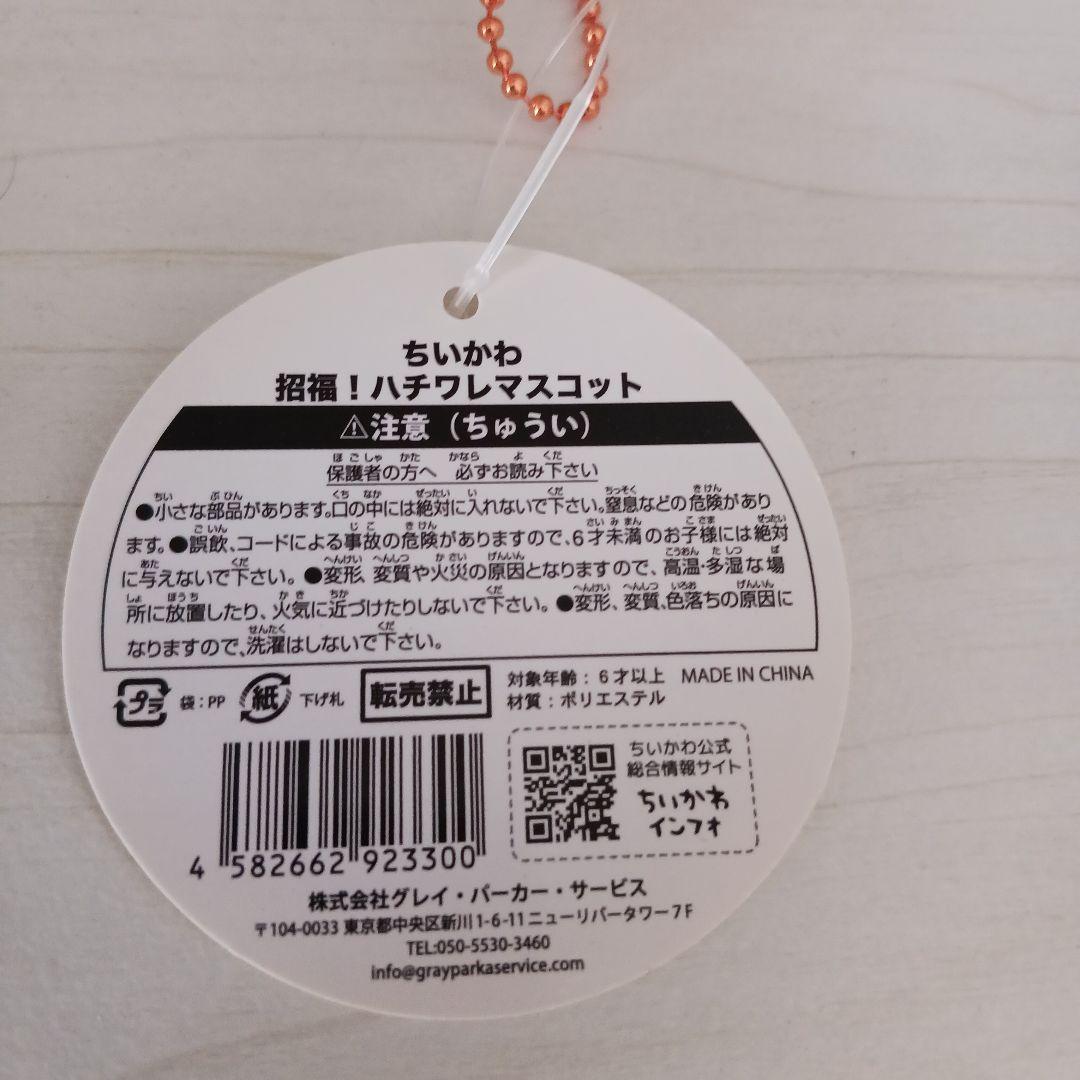 ちいかわ
招福！ハチワレマスコット
⚠注意（ちゅうい）
保護者の方へ 必ずお読み下さい
●小さな部品があります。口の中には絶対に入れないで下さい。窒息などの危険があり
ます。●誤飲、コードによる事故の危険がありますので、6才未満のお子様には絶対
に与えないで下さい。●変形、変質や火災の原因となりますので、高温・多湿な場
所に放置したり、火気に近づけたりしないで下さい。●変形、変質、色落ちの原因に
なりますので、洗濯はしないで下さい。
プラ 袋：PP 紙 下げ札 転売禁止
対象年齢：6才以上 MADE IN CHINA
材質：ポリエステル
ちいかわ公式
総合情報サイト
ちいかわ
インフォ
4 582662 923300
株式会社グレイ・パーカー・サービス
〒104-0033 東京都中央区新川1-6-11ニューリバータワー7F
TEL:050-5530-3460
info@grayparkaservice.com